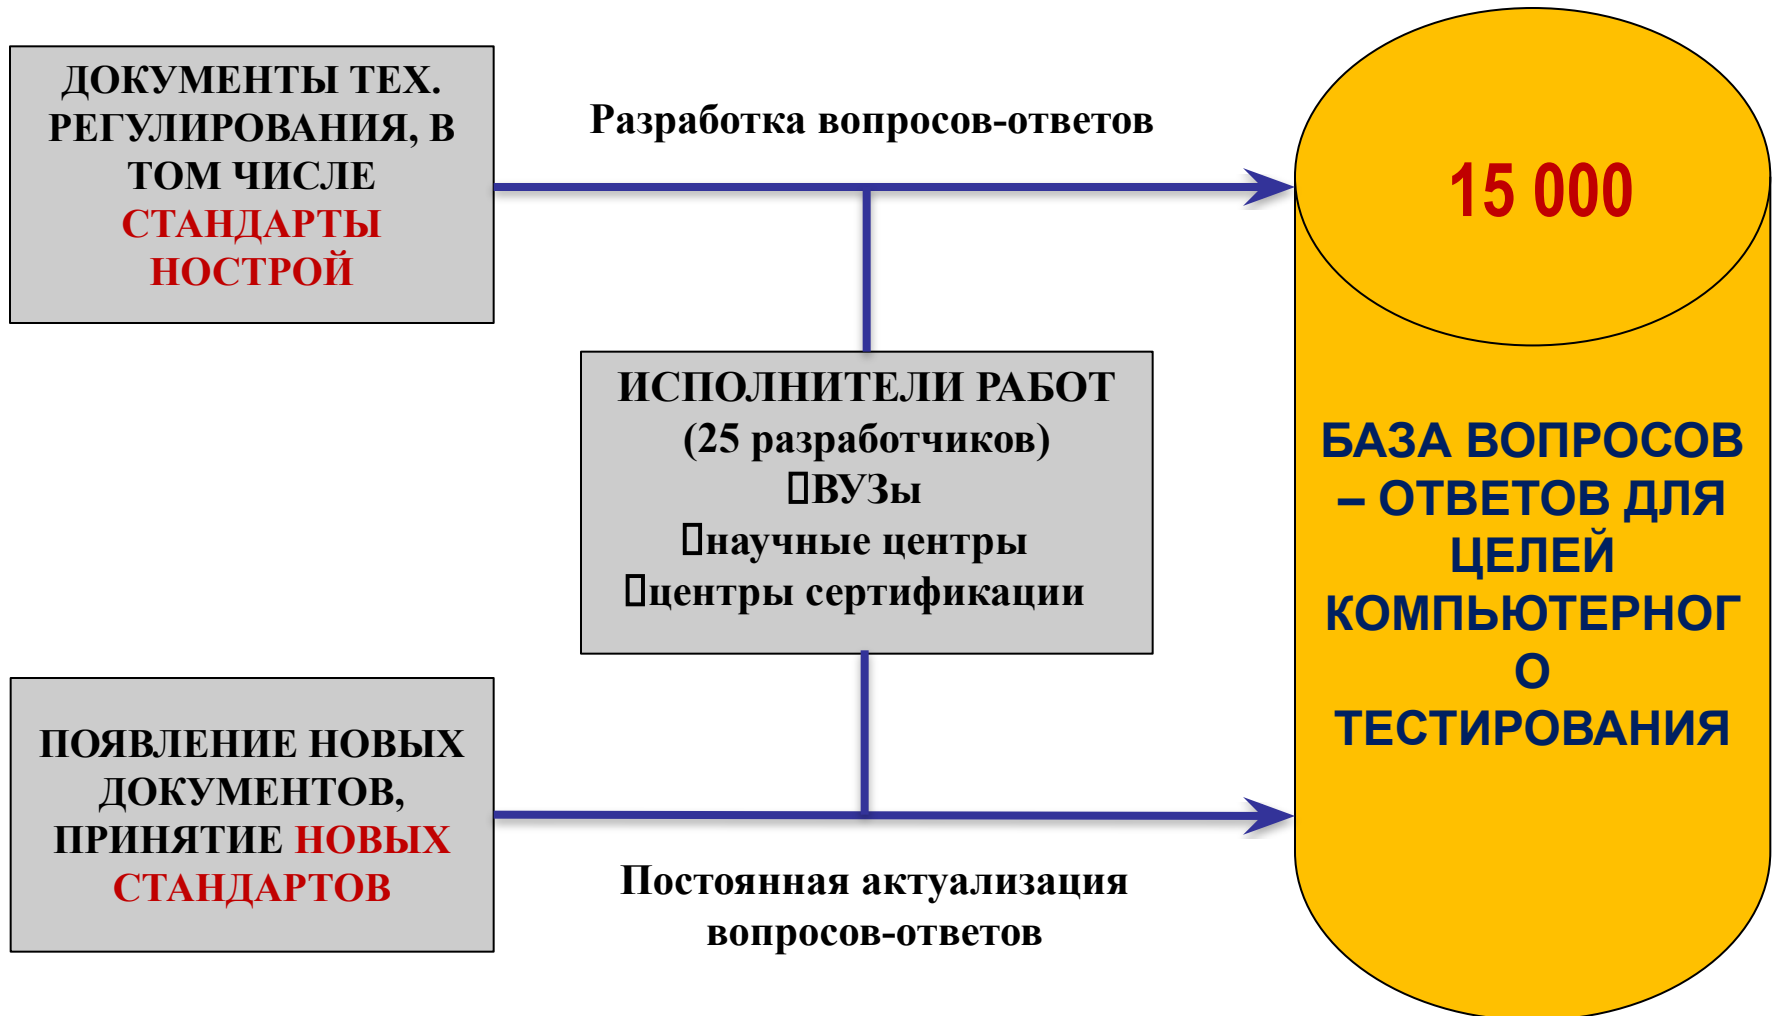 ДОКУМЕНТЫ ТЕХ.
РЕГУЛИРОВАНИЯ, В
ТОМ ЧИСЛЕ
СТАНДАРТЫ
НОСТРОЙ
Разработка вопросов-ответов
15 000
ИСПОЛНИТЕЛИ РАБОТ
(25 разработчиков)
ВУЗы
научные центры
центры сертификации
БАЗА ВОПРОСОВ
– ОТВЕТОВ ДЛЯ
ЦЕЛЕЙ
КОМПЬЮТЕРНОГ
О
ТЕСТИРОВАНИЯ
ПОЯВЛЕНИЕ НОВЫХ
ДОКУМЕНТОВ,
ПРИНЯТИЕ НОВЫХ
СТАНДАРТОВ
Постоянная актуализация
вопросов-ответов